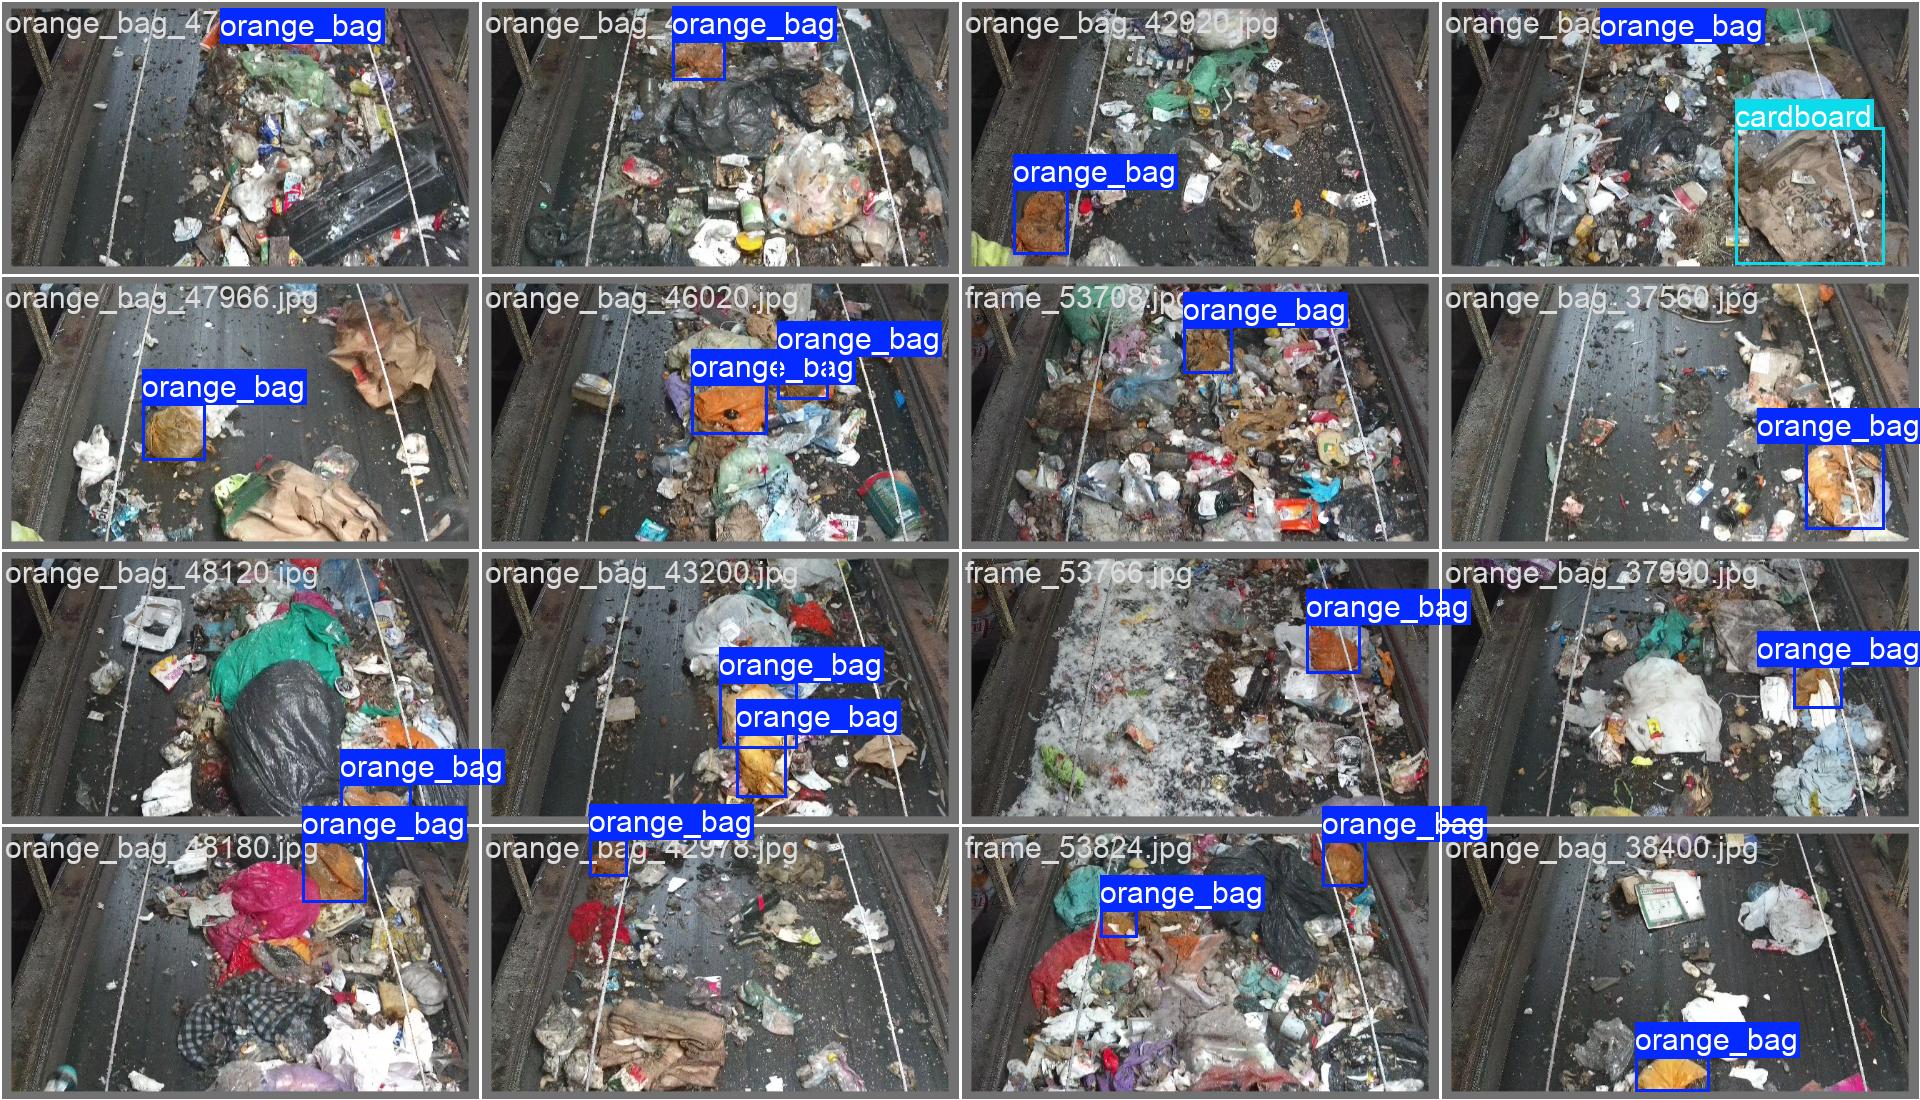 orange_bag_47
orange_bag
orange_bag_4
orange_bag
orange_bag_42920.jpg
orange_bag
orange_bag
orange_bag
cardboard
orange_bag_47966.jpg
orange_bag
orange_bag_46020.jpg
orange_bag
orange_bag
frame_53708.jpg
orange_bag
orange_bag_37560.jpg
orange_bag
orange_bag_48120.jpg
orange_bag
orange_bag_43200.jpg
orange_bag
orange_bag
frame_53766.jpg
orange_bag
orange_bag_37990.jpg
orange_bag
orange_bag_48180.jpg
orange_bag
orange_bag_42978.jpg
orange_bag
frame_53824.jpg
orange_bag
orange_bag
orange_bag_38400.jpg
orange_bag